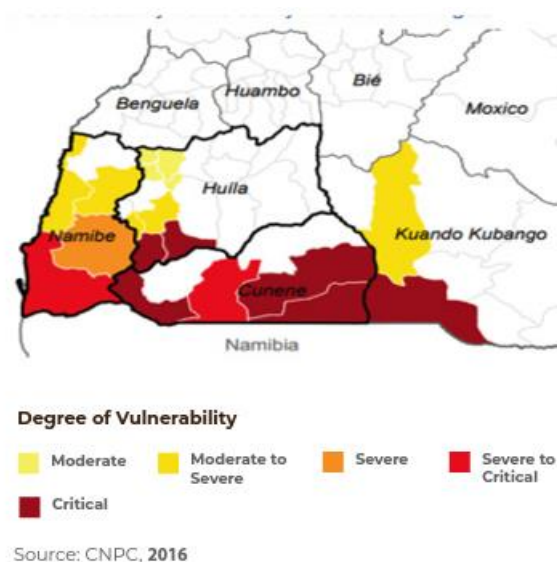 Benguela
Huambo
Bié
Moxico
Huíla
Namibe
Kuando Kubango
Cunene
Namibia
Degree of Vulnerability
Moderate
Moderate to Severe
Severe
Severe to Critical
Critical
Source: CNPC, 2016